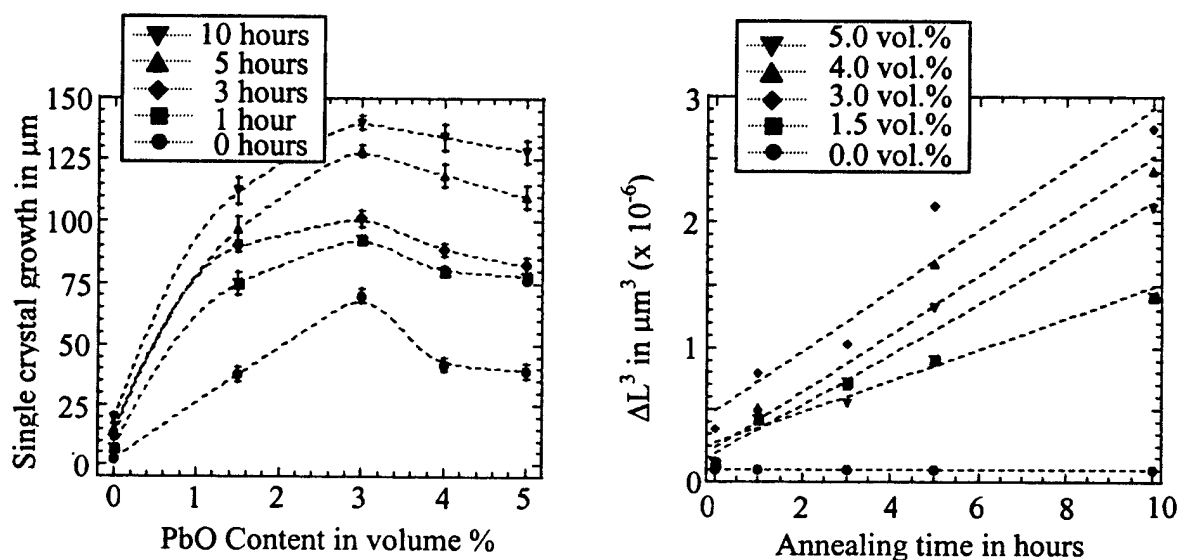 10 hours
5 hours
3 hours
1 hour
0 hours
150
125
100
75
50
25
0
0 1 2 3 4 5
Single crystal growth in μm
PbO Content in volume %
5.0 vol.%
4.0 vol.%
3.0 vol.%
1.5 vol.%
0.0 vol.%
3
2
1
0
0 2 4 6 8 10
ΔL³ in μm³ (x 10⁻⁶)
Annealing time in hours